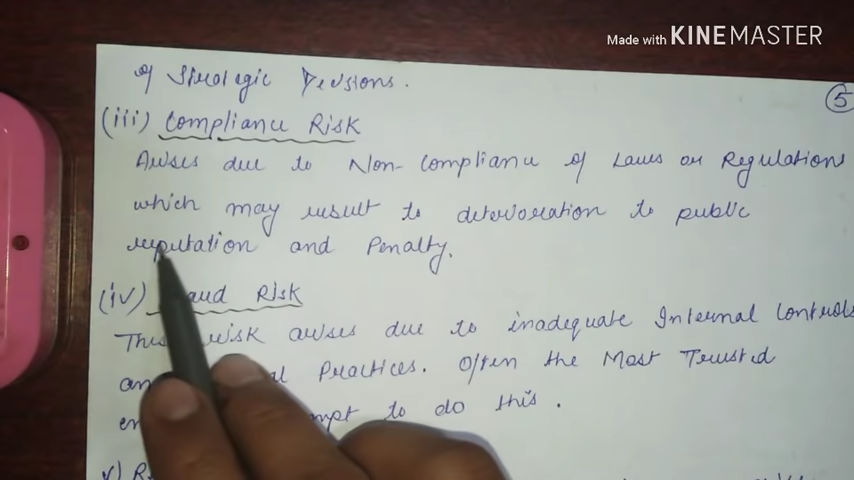 Made with KINEMASTER
of Strategic Decisions.
5
(iii) Compliance Risk
Arises due to Non-Compliance of Laws or Regulations
which may result to deterioration to public
reputation and Penalty.
(iv) Risk
This risk arises due to inadequate Internal Controls
Practices. Often the Most Trusted
to do this.
v)